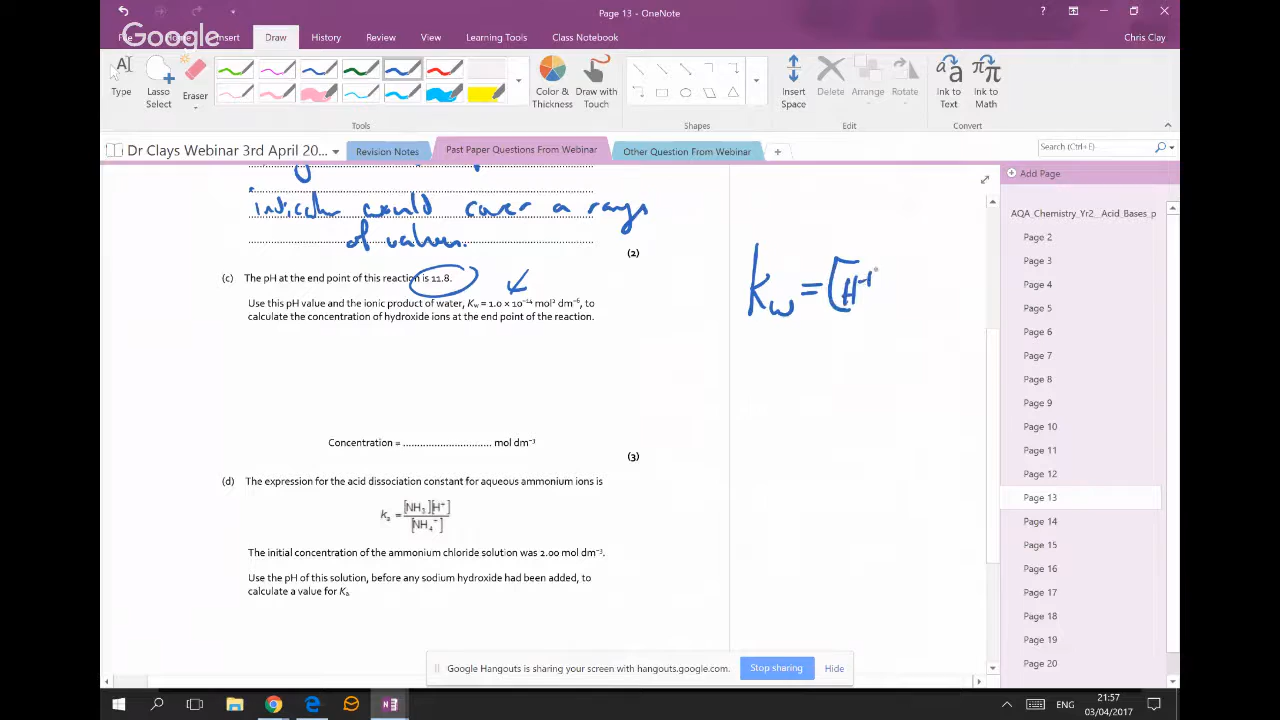 Page 13 - OneNote
Chris Clay
Google
File Home Insert Draw History Review View Learning Tools Class Notebook
Type
Lasso Select
Eraser
Color & Thickness
Draw with Touch
Insert Space
Delete
Arrange
Rotate
Ink to Text
Ink to Math
Tools
Shapes
Edit
Convert
Dr Clays Webinar 3rd April 20...
Revision Notes
Past Paper Questions From Webinar
Other Question From Webinar
Search (Ctrl+E)
Add Page
AQA_Chemistry_Yr2__Acid_Bases_p
Page 2
Page 3
Page 4
Page 5
Page 6
Page 7
Page 8
Page 9
Page 10
Page 11
Page 12
Page 13
Page 14
Page 15
Page 16
Page 17
Page 18
Page 19
Page 20
would cover a range
of values.
(2)
(c) The pH at the end point of this reaction is 11.8.
Use this pH value and the ionic product of water, Kw = 1.0 × 10⁻¹⁴ mol² dm⁻⁶, to
calculate the concentration of hydroxide ions at the end point of the reaction.
Kw = [H+
Concentration = .............................. mol dm⁻³
(3)
(d) The expression for the acid dissociation constant for aqueous ammonium ions is
Ka = [NH₃][H⁺]
[NH₄⁺]
The initial concentration of the ammonium chloride solution was 2.00 mol dm⁻³.
Use the pH of this solution, before any sodium hydroxide had been added, to
calculate a value for Ka
Google Hangouts is sharing your screen with hangouts.google.com.
Stop sharing
Hide
ENG
21:57
03/04/2017